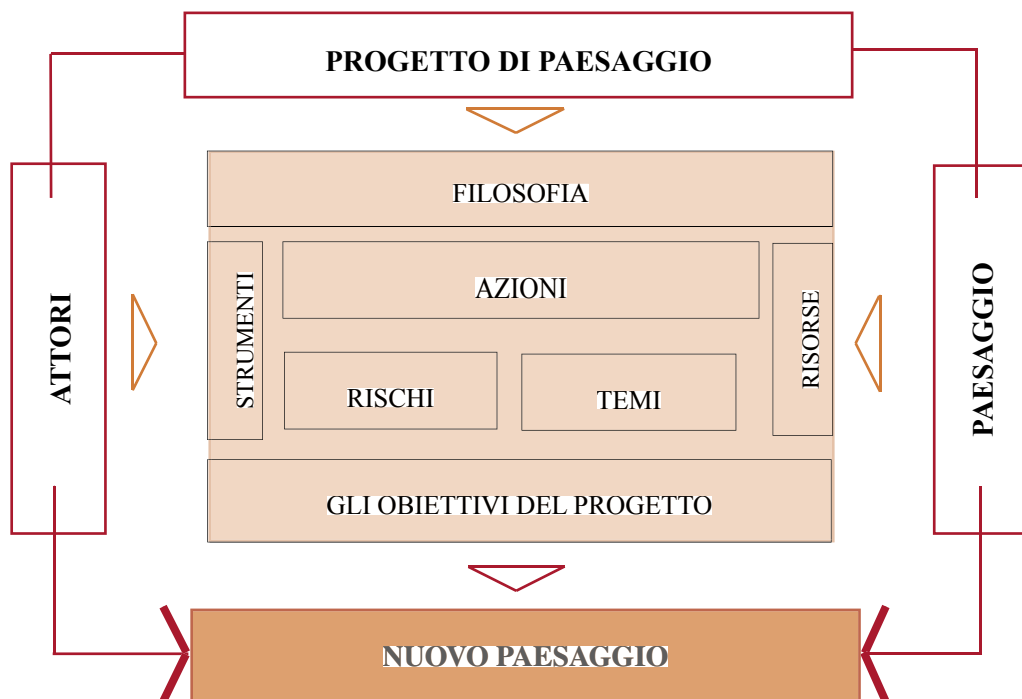 PROGETTO DI PAESAGGIO
FILOSOFIA
ATTORI
STRUMENTI
AZIONI
RISORSE
PAESAGGIO
RISCHI
TEMI
GLI OBIETTIVI DEL PROGETTO
NUOVO PAESAGGIO